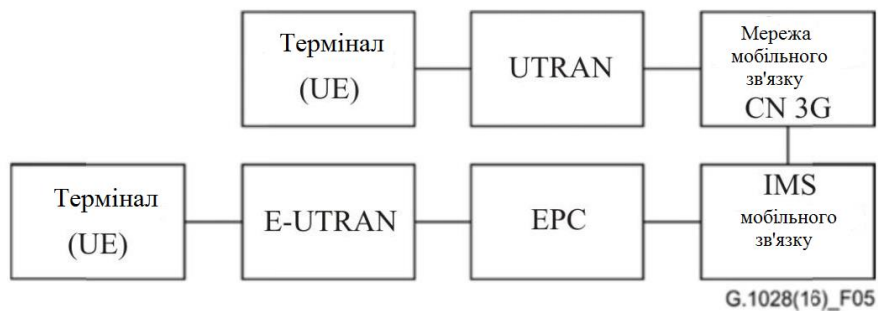 Термінал
(UE)
UTRAN
Мережа
мобільного
зв'язку
CN 3G
Термінал
(UE)
E-UTRAN
EPC
IMS
мобільного
зв'язку
G.1028(16)_F05